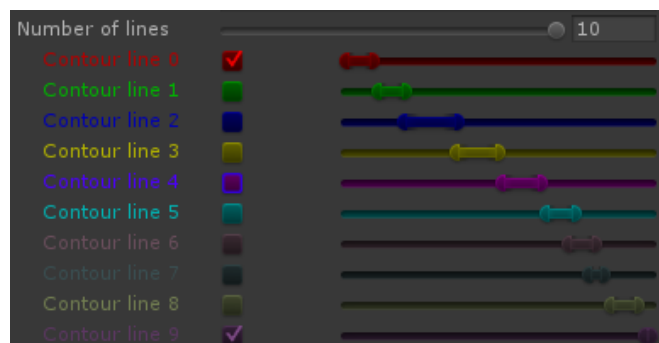 Number of lines 10
Contour line 0
Contour line 1
Contour line 2
Contour line 3
Contour line 4
Contour line 5
Contour line 6
Contour line 7
Contour line 8
Contour line 9